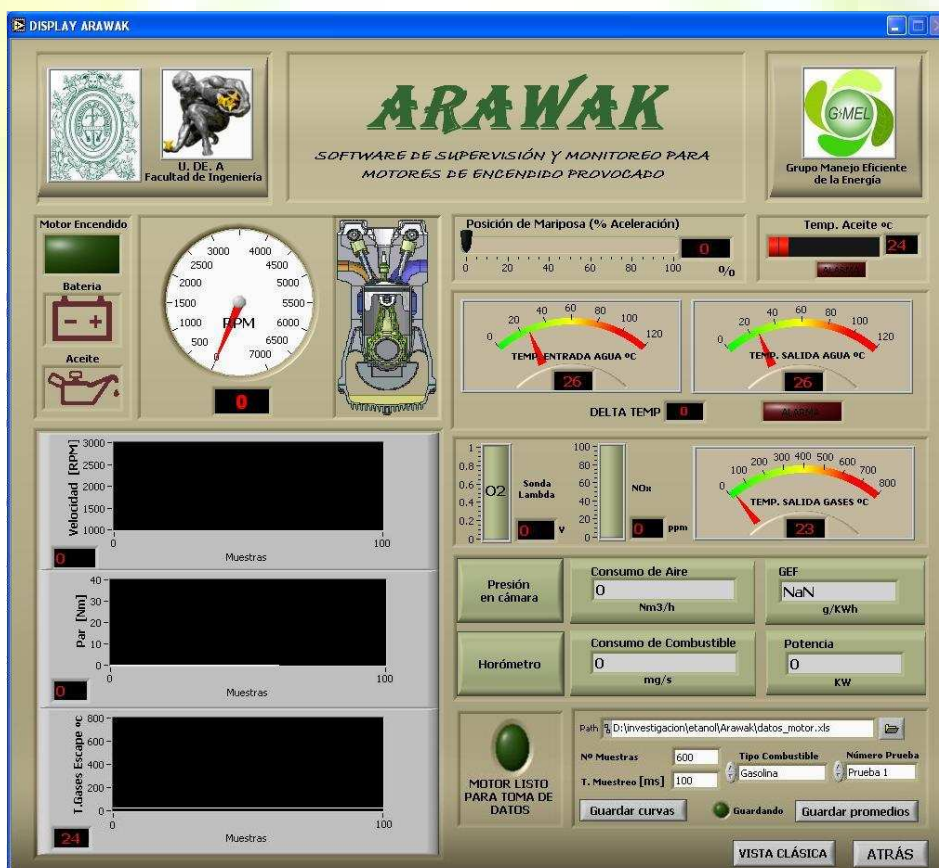 DISPLAY ARAWAK
U. DE. A
Facultad de Ingeniería
ARAWAK
SOFTWARE DE SUPERVISIÓN Y MONITOREO PARA
MOTORES DE ENCENDIDO PROVOCADO
GIMEL
Grupo Manejo Eficiente
de la Energía
Motor Encendido
Bateria
Aceite
0
500
1000
1500
2000
2500
3000
3500
4000
4500
5000
5500
6000
6500
7000
RPM
0
Posición de Mariposa (% Aceleración)
0
0 20 40 60 80 100
%
Temp. Aceite ºc
24
0 20 40 60 80 100 120
TEMP. ENTRADA AGUA ºC
26
0 20 40 60 80 100 120
TEMP. SALIDA AGUA ºC
26
DELTA TEMP 0
ALARMA
Velocidad [RPM]
3000
2500
2000
1500
1000
0 100
Muestras
0
Par [Nm]
40
30
20
10
0
0 100
Muestras
0
T.Gases Escape ºc
800
600
400
200
0
0 100
Muestras
24
1
0.8
0.6
0.4
0.2
0
O2
Sonda
Lambda
0 V
100
80
60
40
20
0
NOx
0 ppm
0 100 200 300 400 500 600 700 800
TEMP. SALIDA GASES ºC
23
Presión
en cámara
Consumo de Aire
0
Nm3/h
GEF
NaN
g/KWh
Horómetro
Consumo de Combustible
0
mg/s
Potencia
0
KW
MOTOR LISTO
PARA TOMA DE
DATOS
Path D:\investigacion\etanol\Arawak\datos_motor.xls
Nº Muestras 600
T. Muestreo [ms] 100
Tipo Combustible
Gasolina
Número Prueba
Prueba 1
Guardar curvas
Guardando
Guardar promedios
VISTA CLÁSICA
ATRÁS